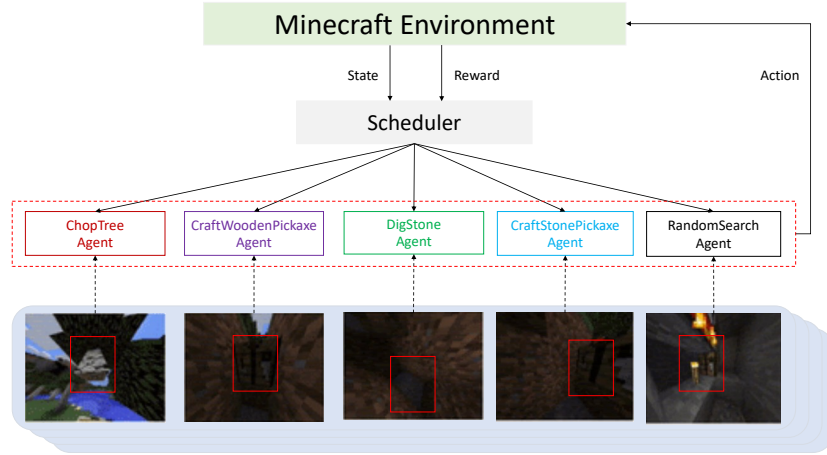 Minecraft Environment
State
Reward
Action
Scheduler
ChopTree
Agent
CraftWoodenPickaxe
Agent
DigStone
Agent
CraftStonePickaxe
Agent
RandomSearch
Agent